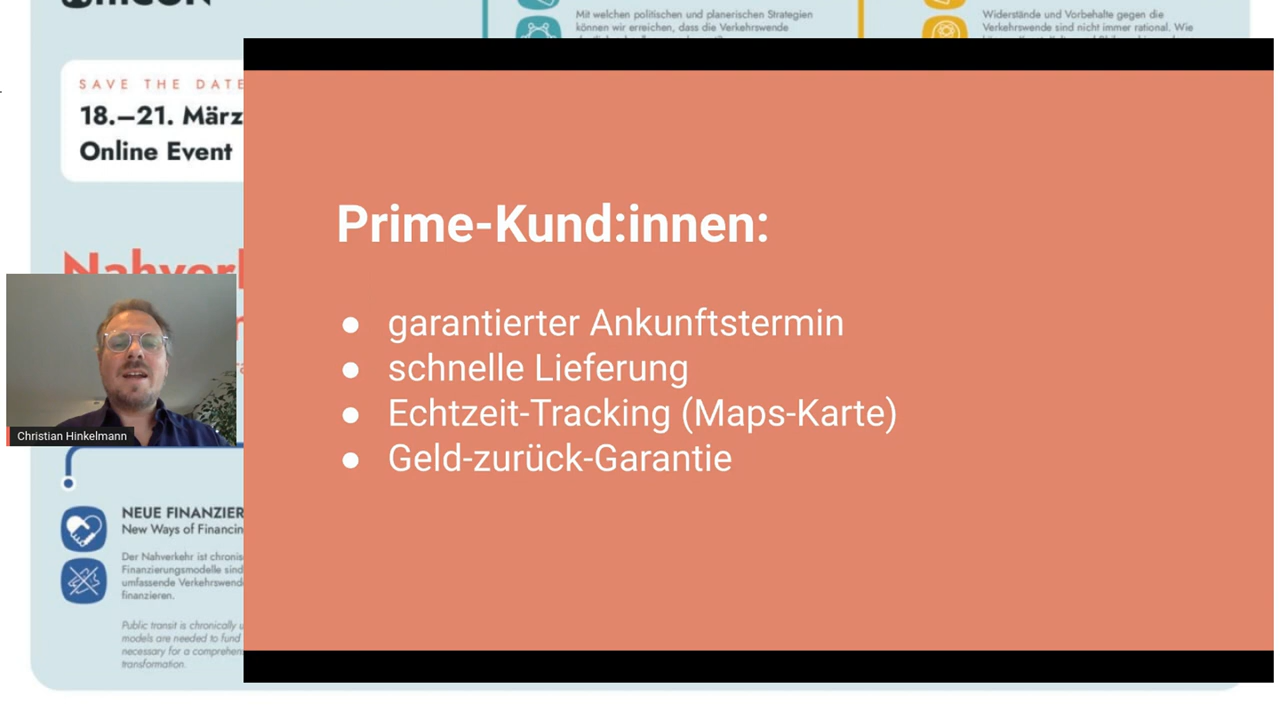 Mit welchen politischen und planerischen Strategien
können wir erreichen, dass die Verkehrswende
Widerstände und Vorbehalte gegen die
Verkehrswende sind nicht immer rational. Wie
SAVE THE DATE
18.–21. März
Online Event
Prime-Kund:innen:
● garantierter Ankunftstermin
● schnelle Lieferung
● Echtzeit-Tracking (Maps-Karte)
● Geld-zurück-Garantie
Christian Hinkelmann
NEUE FINANZIER
New Ways of Financin
Der Nahverkehr ist chronis
Finanzierungsmodelle sind
umfassende Verkehrswend
finanzieren.
Public transit is chronically u
models are needed to fund
necessary for a comprehen
transformation.